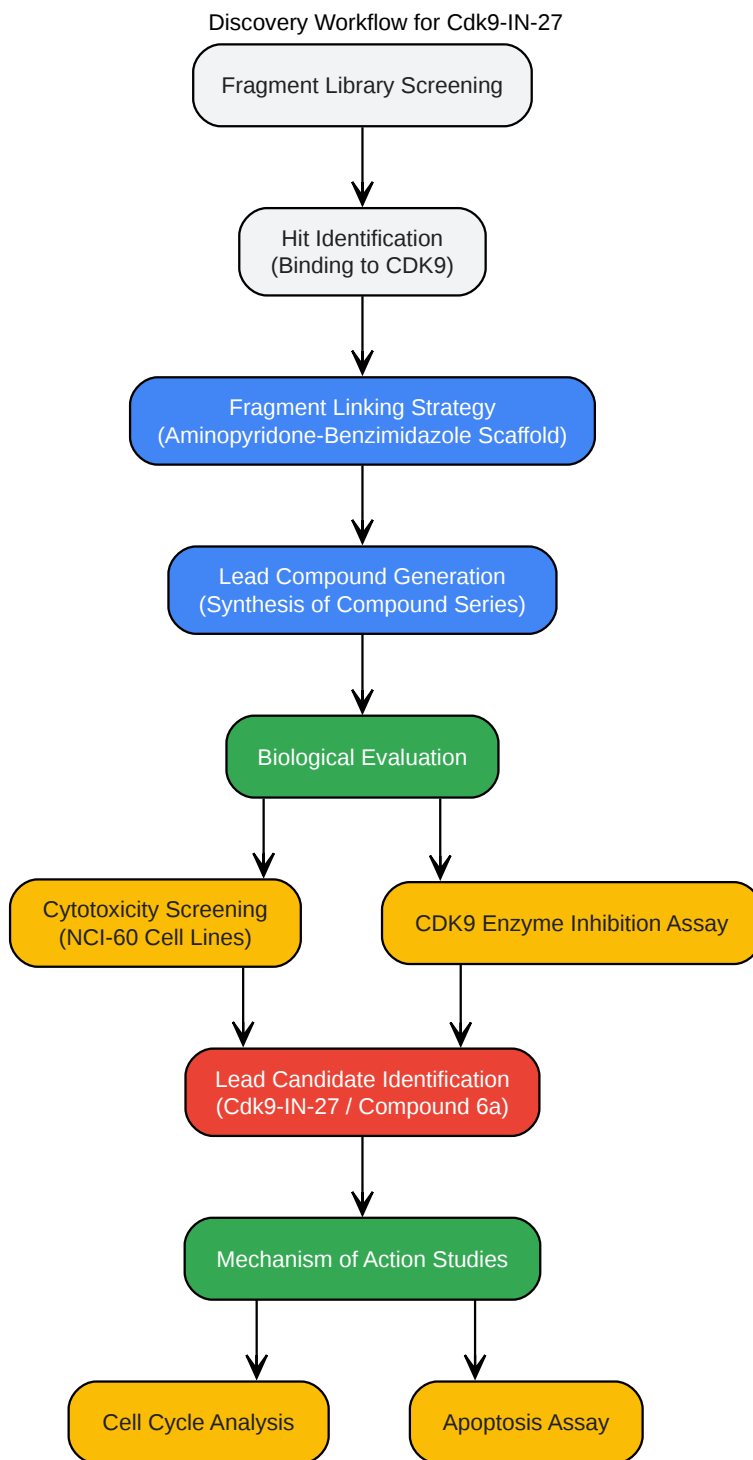 Discovery Workflow for Cdk9-IN-27
Fragment Library Screening
Hit Identification
(Binding to CDK9)
Fragment Linking Strategy
(Aminopyridone-Benzimidazole Scaffold)
Lead Compound Generation
(Synthesis of Compound Series)
Biological Evaluation
Cytotoxicity Screening
(NCI-60 Cell Lines)
CDK9 Enzyme Inhibition Assay
Lead Candidate Identification
(Cdk9-IN-27 / Compound 6a)
Mechanism of Action Studies
Cell Cycle Analysis
Apoptosis Assay